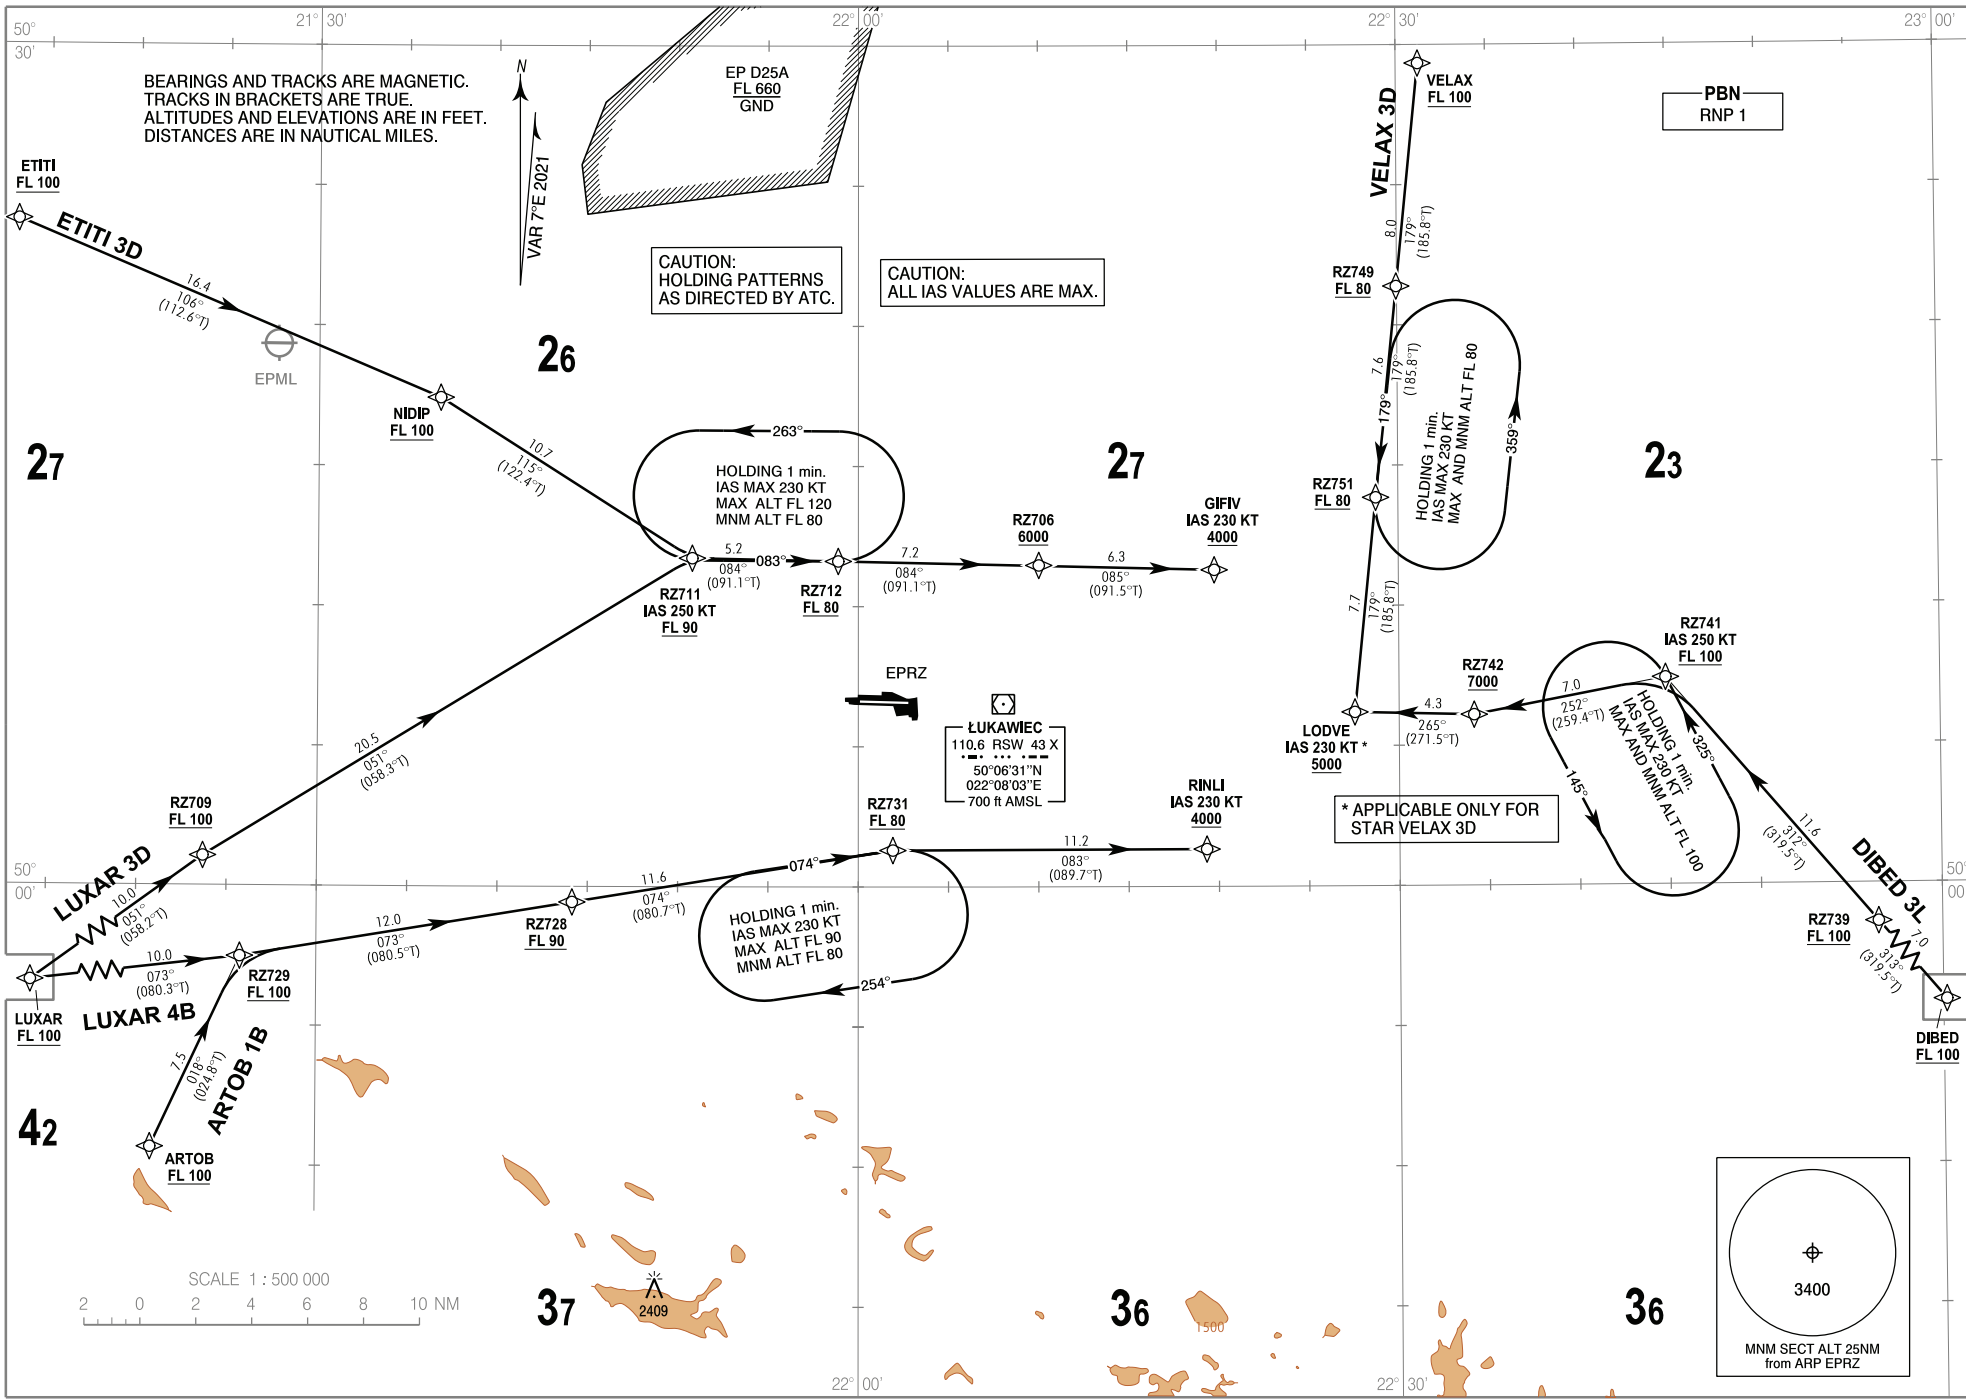 50°
30'
21° 30'
22° 00'
22° 30'
23° 00'
BEARINGS AND TRACKS ARE MAGNETIC.
TRACKS IN BRACKETS ARE TRUE.
ALTITUDES AND ELEVATIONS ARE IN FEET.
DISTANCES ARE IN NAUTICAL MILES.
N
VAR 7°E 2021
EP D25A
FL 660
GND
VELAX
FL 100
PBN
RNP 1
VELAX 3D
8.0
179°
(185.8°T)
ETITI
FL 100
ETITI 3D
16.4
106°
(112.6°T)
EPML
CAUTION:
HOLDING PATTERNS
AS DIRECTED BY ATC.
CAUTION:
ALL IAS VALUES ARE MAX.
RZ749
FL 80
26
7.6
179°
(185.8°T)
179°
HOLDING 1 min.
IAS MAX 230 KT
MAX AND MNM ALT FL 80
359°
NIDIP
FL 100
27
10.7
115°
(122.4°T)
263°
HOLDING 1 min.
IAS MAX 230 KT
MAX ALT FL 120
MNM ALT FL 80
27
23
RZ751
FL 80
GIFIV
IAS 230 KT
4000
RZ706
6000
5.2
084°
(091.1°T)
083°
7.2
084°
(091.1°T)
6.3
085°
(091.5°T)
RZ711
IAS 250 KT
FL 90
RZ712
FL 80
7.7
179°
(185.8°T)
RZ741
IAS 250 KT
FL 100
RZ742
7000
EPRZ
7.0
252°
(259.4°T)
4.3
265°
(271.5°T)
LODVE
IAS 230 KT *
5000
HOLDING 1 min.
IAS MAX 230 KT
MAX AND MNM ALT FL 100
325°
145°
ŁUKAWIEC
110.6 RSW 43 X
50°06'31"N
022°08'03"E
700 ft AMSL
20.5
051°
(058.3°T)
RZ709
FL 100
RZ731
FL 80
RINLI
IAS 230 KT
4000
* APPLICABLE ONLY FOR
STAR VELAX 3D
11.6
312°
(319.5°T)
DIBED 3L
50°
00'
50°
00'
LUXAR 3D
10.0
051°
(058.2°T)
11.2
083°
(089.7°T)
074°
11.6
074°
(080.7°T)
12.0
073°
(080.5°T)
RZ728
FL 90
HOLDING 1 min.
IAS MAX 230 KT
MAX ALT FL 90
MNM ALT FL 80
254°
RZ739
FL 100
7.0
313°
(319.5°T)
10.0
073°
(080.3°T)
RZ729
FL 100
LUXAR
FL 100
LUXAR 4B
DIBED
FL 100
7.5
018°
(024.8°T)
ARTOB 1B
42
ARTOB
FL 100
SCALE 1 : 500 000
2 0 2 4 6 8 10 NM
37
2409
36
1500
36
3400
MNM SECT ALT 25NM
from ARP EPRZ
22° 00'
22° 30'